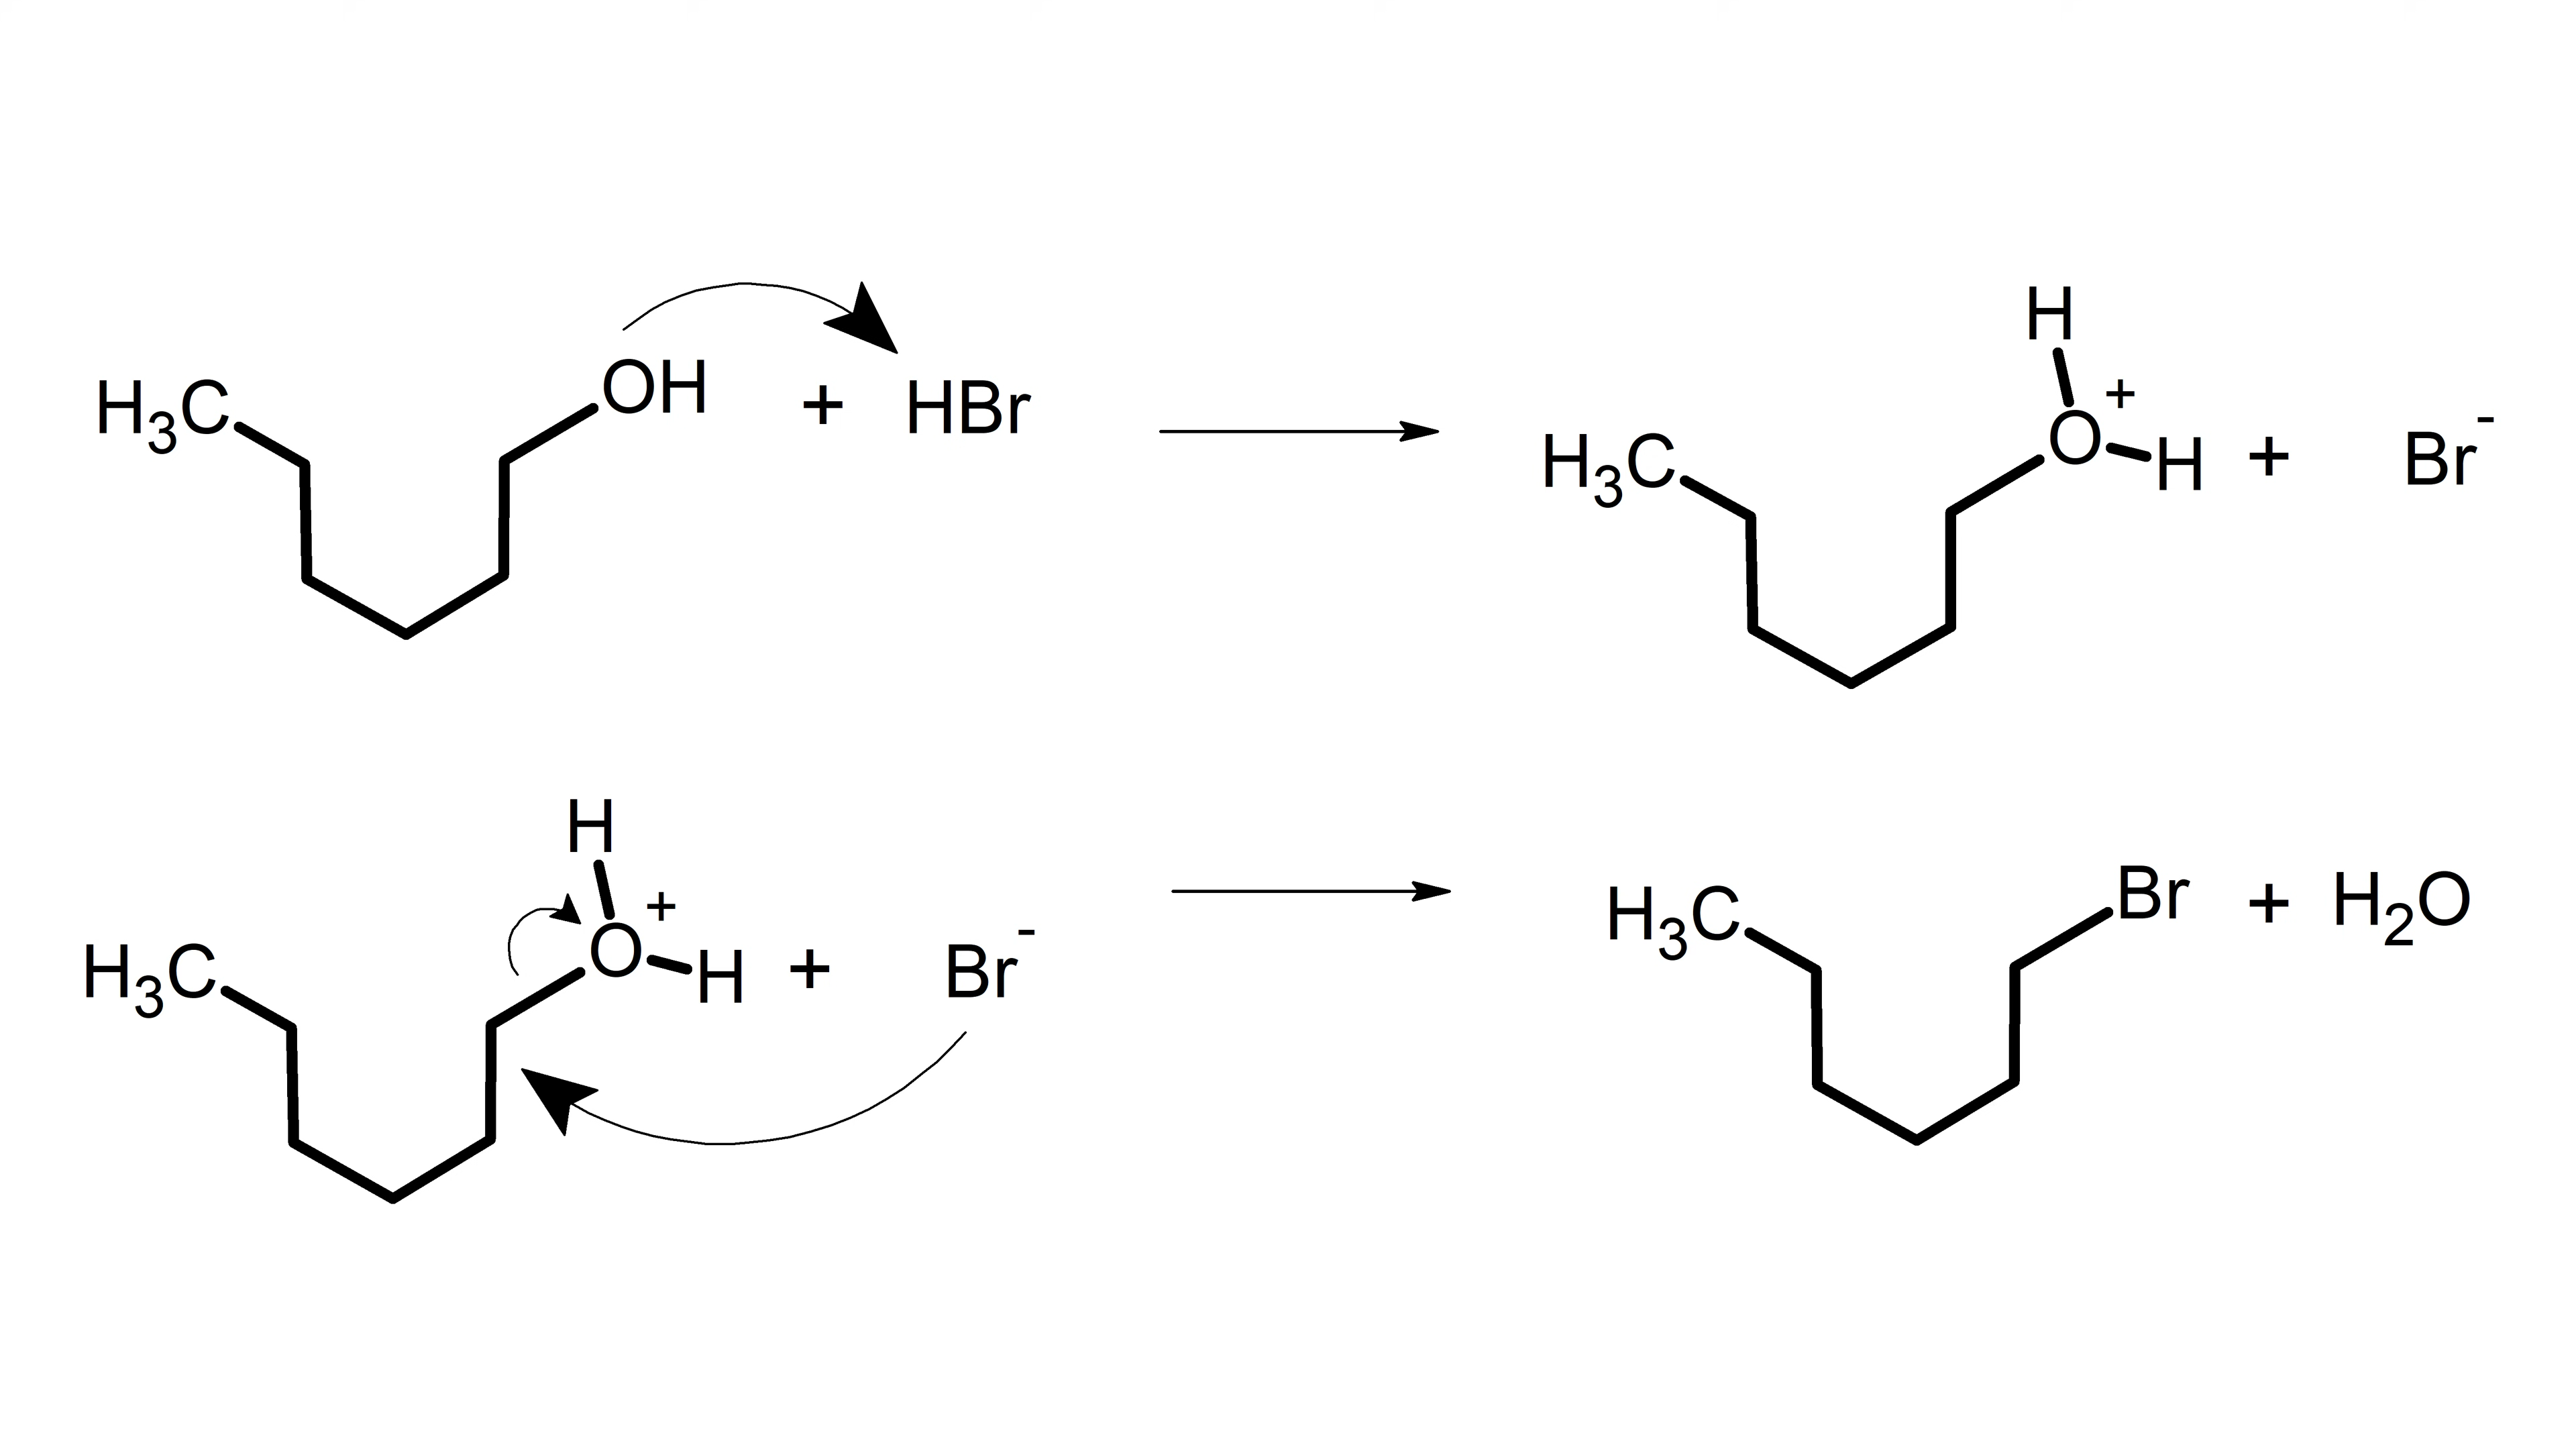 H₃C OH + HBr H₃C O⁺ H H + Br⁻
H₃C O⁺ H H + Br⁻ H₃C Br + H₂O